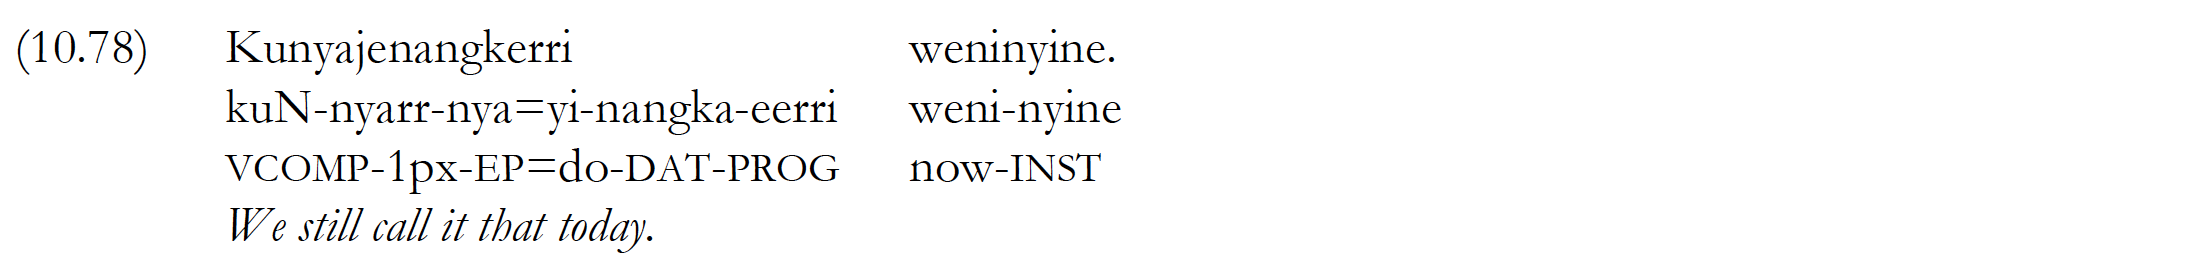 (10.78) Kunyajenangkerri weninyine.
kuN-nyarr-nya=yi-nangka-eerri weni-nyine
VCOMP-1px-EP=do-DAT-PROG now-INST
We still call it that today.